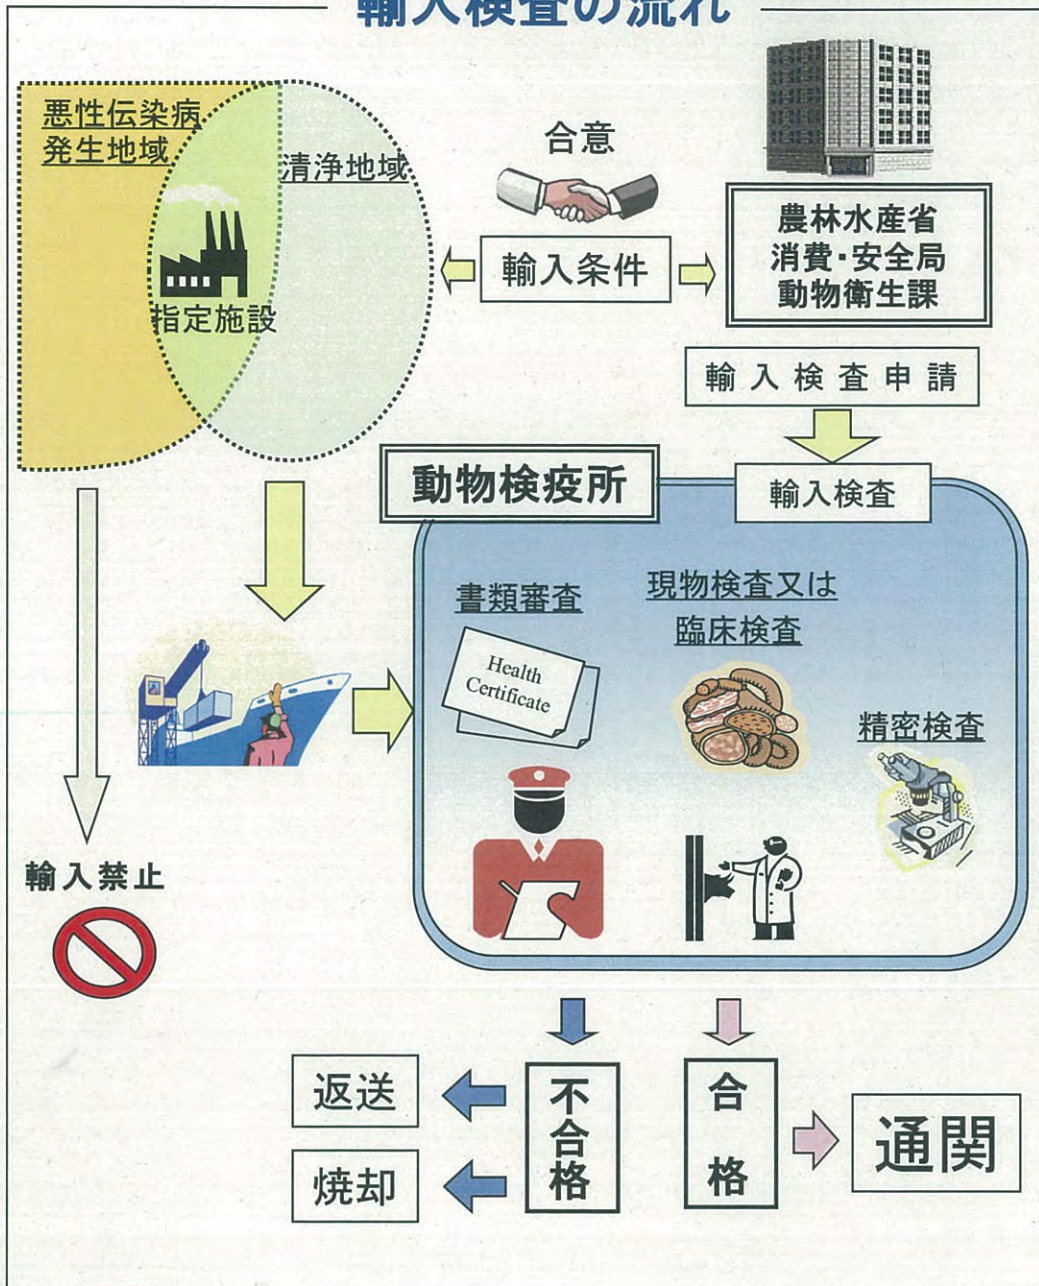 輸入検査の流れ
悪性伝染病
発生地域
清浄地域
指定施設
合意
輸入条件
農林水産省
消費・安全局
動物衛生課
輸入検査申請
動物検疫所
輸入検査
書類審査
Health
Certificate
現物検査又は
臨床検査
精密検査
輸入禁止
不合格
返送
焼却
合格
通関